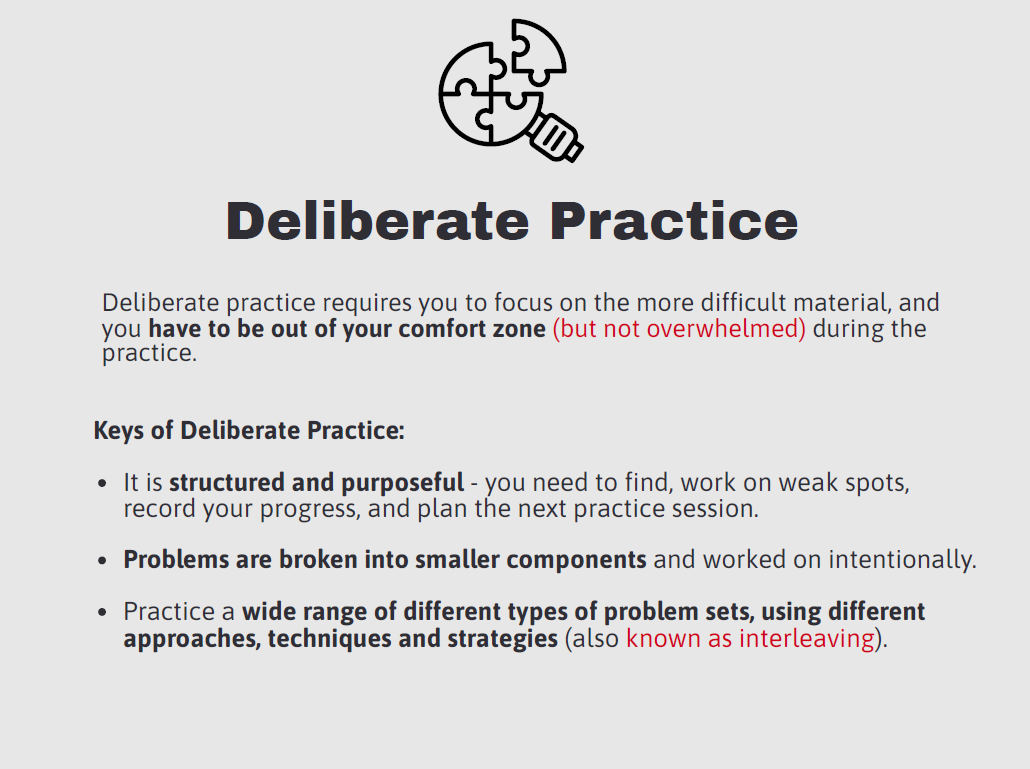 Deliberate Practice
Deliberate practice requires you to focus on the more difficult material, and
you have to be out of your comfort zone (but not overwhelmed) during the
practice.
Keys of Deliberate Practice:
• It is structured and purposeful - you need to find, work on weak spots,
record your progress, and plan the next practice session.
• Problems are broken into smaller components and worked on intentionally.
• Practice a wide range of different types of problem sets, using different
approaches, techniques and strategies (also known as interleaving).